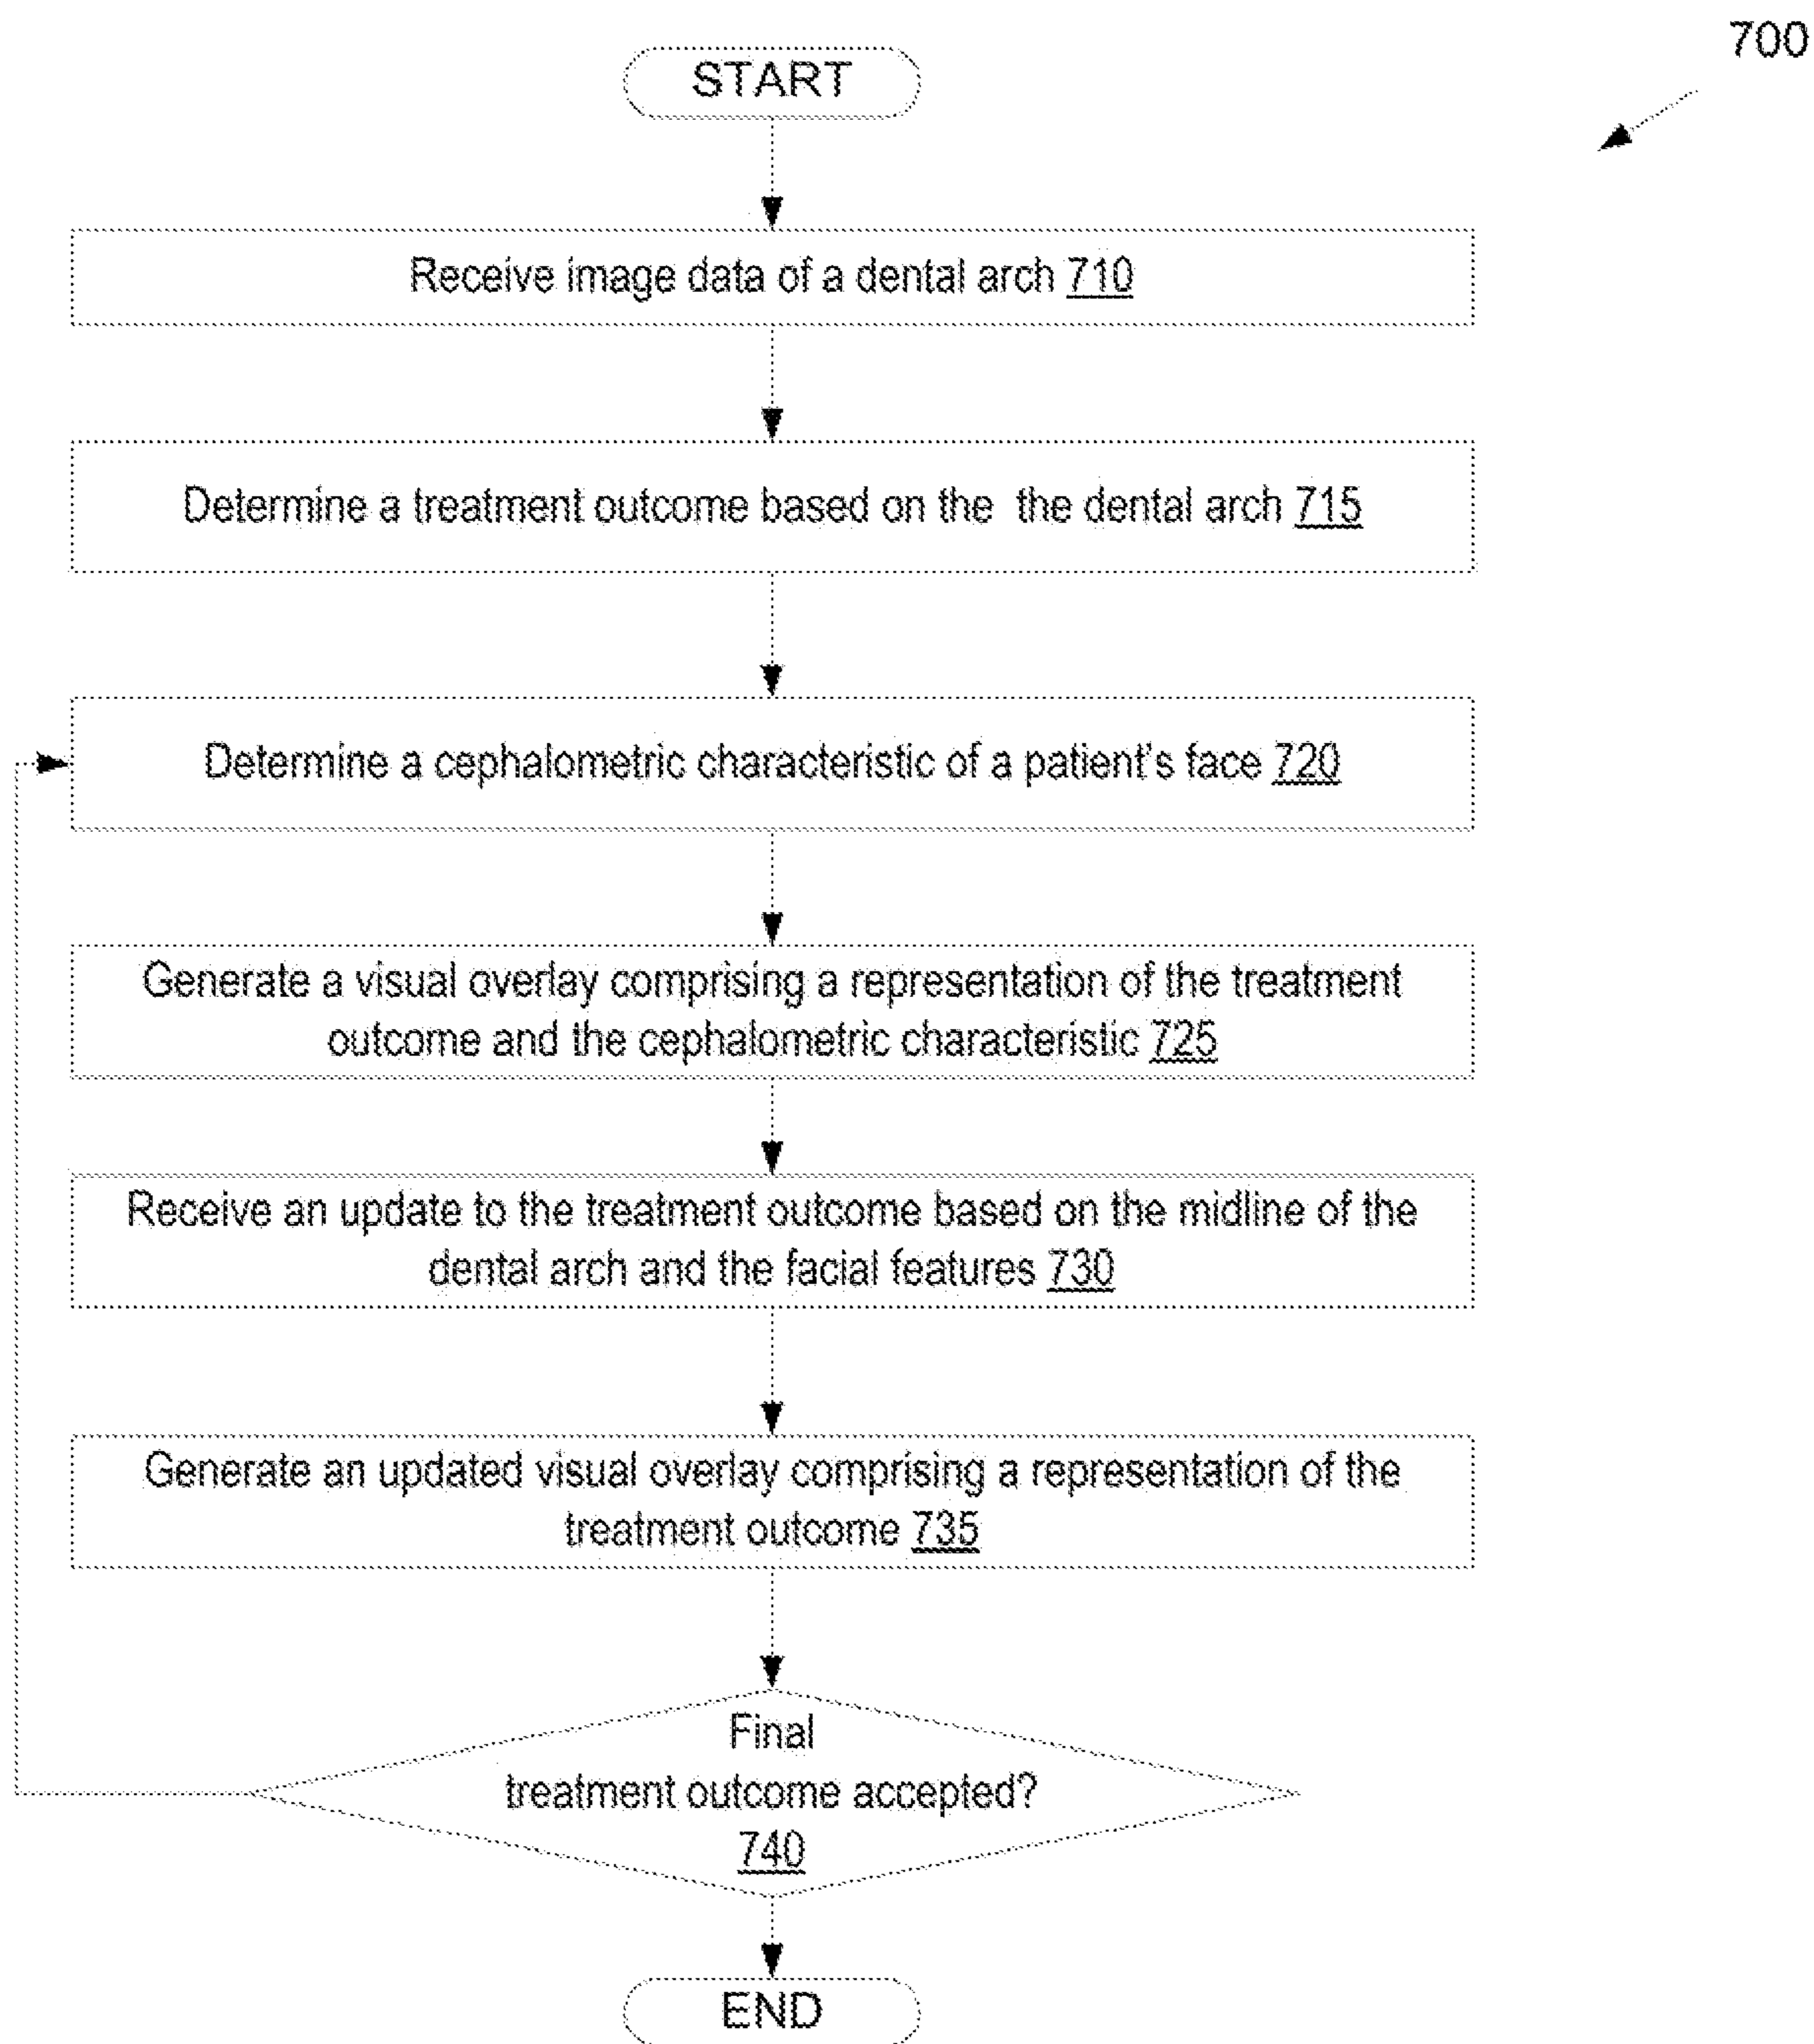 700
START
Receive image data of a dental arch 710
Determine a treatment outcome based on the the dental arch 715
Determine a cephalometric characteristic of a patient's face 720
Generate a visual overlay comprising a representation of the treatment
outcome and the cephalometric characteristic 725
Receive an update to the treatment outcome based on the midline of the
dental arch and the facial features 730
Generate an updated visual overlay comprising a representation of the
treatment outcome 735
Final
treatment outcome accepted?
740
END